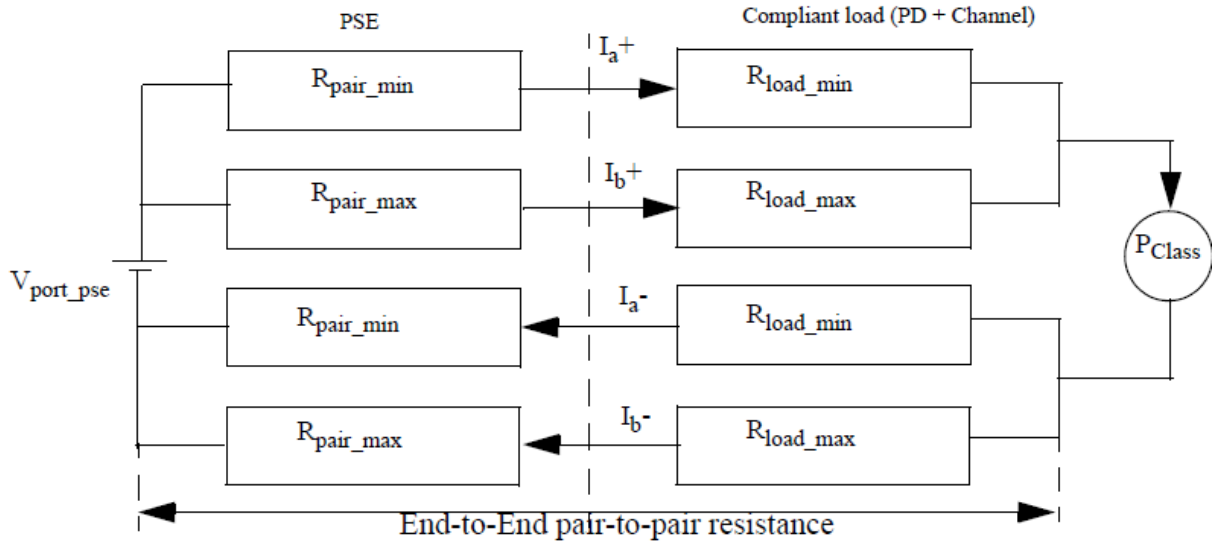 PSE
Compliant load (PD + Channel)
Rpair_min
Ia+
Rload_min
Rpair_max
Ib+
Rload_max
PClass
Vport_pse
Rpair_min
Ia-
Rload_min
Rpair_max
Ib-
Rload_max
End-to-End pair-to-pair resistance